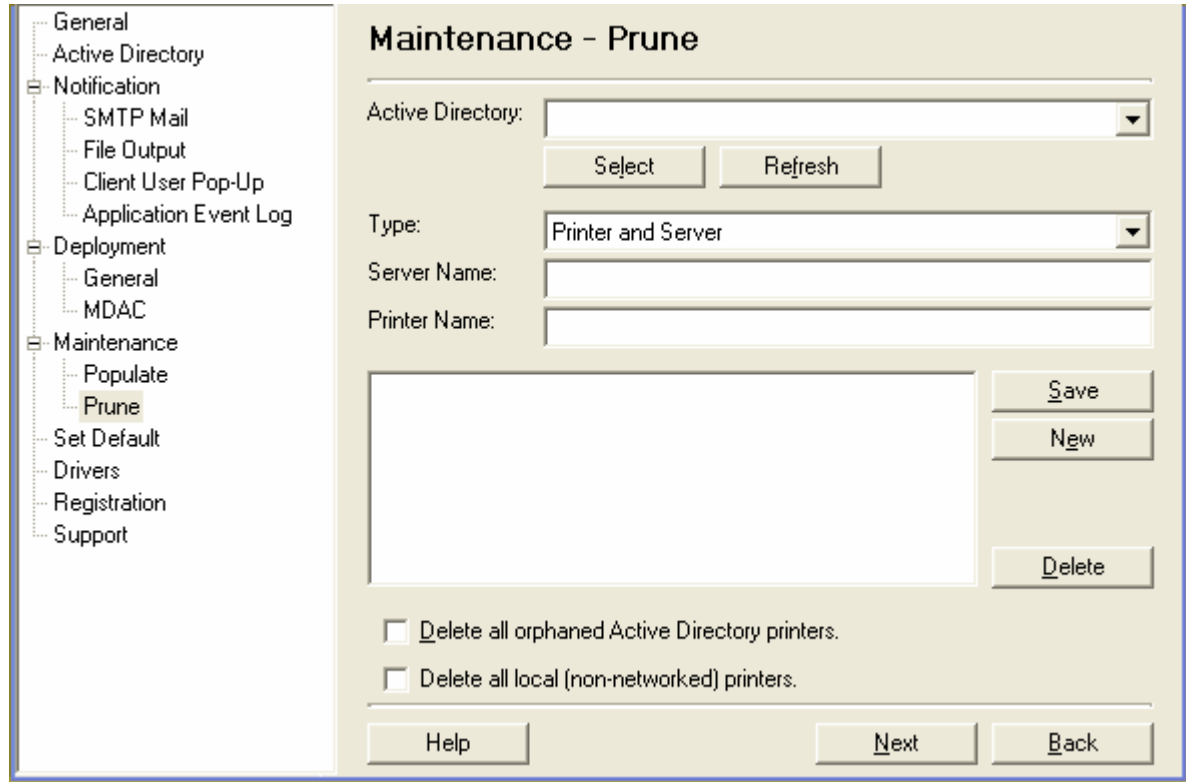 General
Active Directory
Notification
SMTP Mail
File Output
Client User Pop-Up
Application Event Log
Deployment
General
MDAC
Maintenance
Populate
Prune
Set Default
Drivers
Registration
Support
Maintenance - Prune
Active Directory:
Select Refresh
Type: Printer and Server
Server Name:
Printer Name:
Save
New
Delete
Delete all orphaned Active Directory printers.
Delete all local (non-networked) printers.
Help Next Back